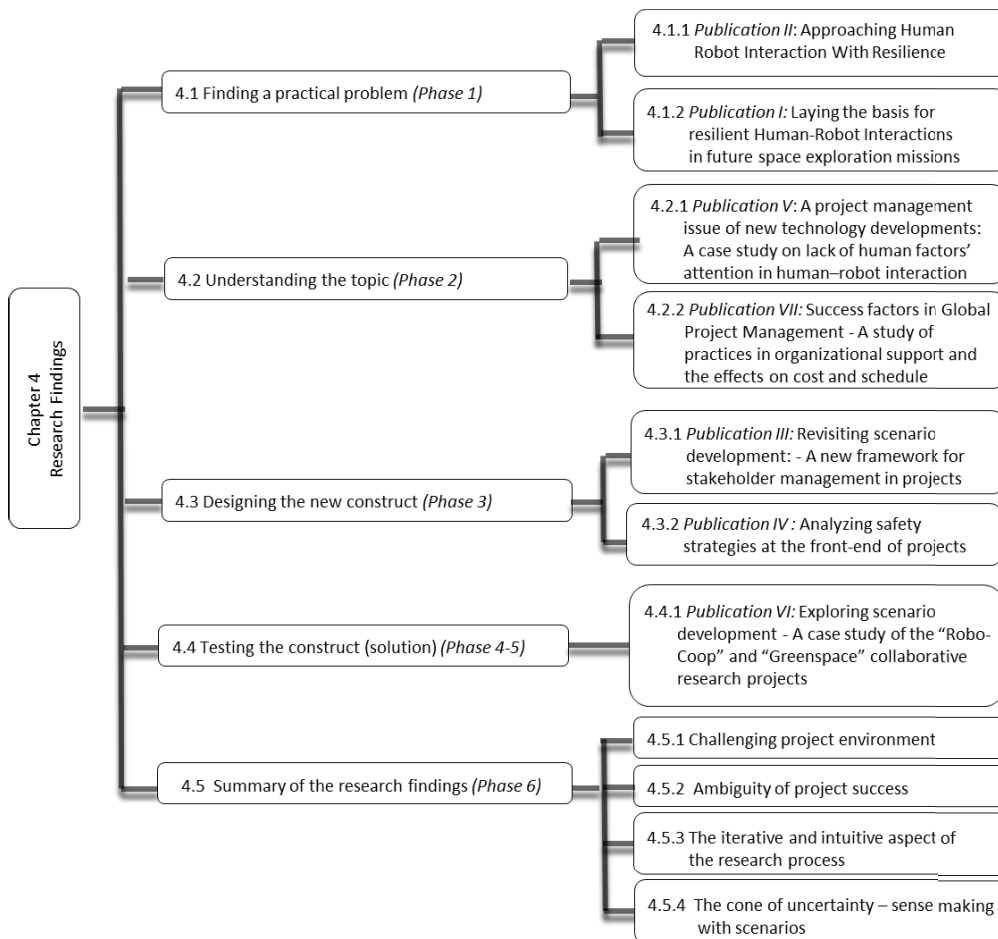 Chapter 4
Research Findings
4.1 Finding a practical problem (Phase 1)
4.1.1 Publication II: Approaching Human
Robot Interaction With Resilience
4.1.2 Publication I: Laying the basis for
resilient Human-Robot Interactions
in future space exploration missions
4.2 Understanding the topic (Phase 2)
4.2.1 Publication V: A project management
issue of new technology developments:
A case study on lack of human factors’
attention in human–robot interaction
4.2.2 Publication VII: Success factors in Global
Project Management - A study of
practices in organizational support and
the effects on cost and schedule
4.3 Designing the new construct (Phase 3)
4.3.1 Publication III: Revisiting scenario
development: - A new framework for
stakeholder management in projects
4.3.2 Publication IV : Analyzing safety
strategies at the front-end of projects
4.4 Testing the construct (solution) (Phase 4-5)
4.4.1 Publication VI: Exploring scenario
development - A case study of the “Robo-
Coop” and “Greenspace” collaborative
research projects
4.5 Summary of the research findings (Phase 6)
4.5.1 Challenging project environment
4.5.2 Ambiguity of project success
4.5.3 The iterative and intuitive aspect of
the research process
4.5.4 The cone of uncertainty – sense making
with scenarios